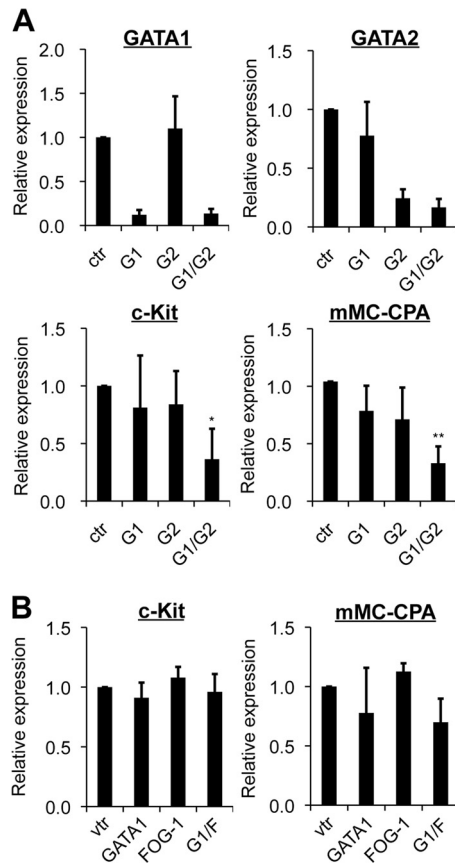 A
GATA1
GATA2
Relative expression
2.0
1.5
1.0
0.5
0.0
ctr
G1
G2
G1/G2
Relative expression
1.5
1.0
0.5
0.0
ctr
G1
G2
G1/G2
c-Kit
mMC-CPA
Relative expression
1.5
1.0
0.5
0.0
*
ctr
G1
G2
G1/G2
Relative expression
1.5
1.0
0.5
0.0
**
ctr
G1
G2
G1/G2
B
c-Kit
mMC-CPA
Relative expression
1.5
1.0
0.5
0.0
vtr
GATA1
FOG-1
G1/F
Relative expression
1.5
1.0
0.5
0.0
vtr
GATA1
FOG-1
G1/F